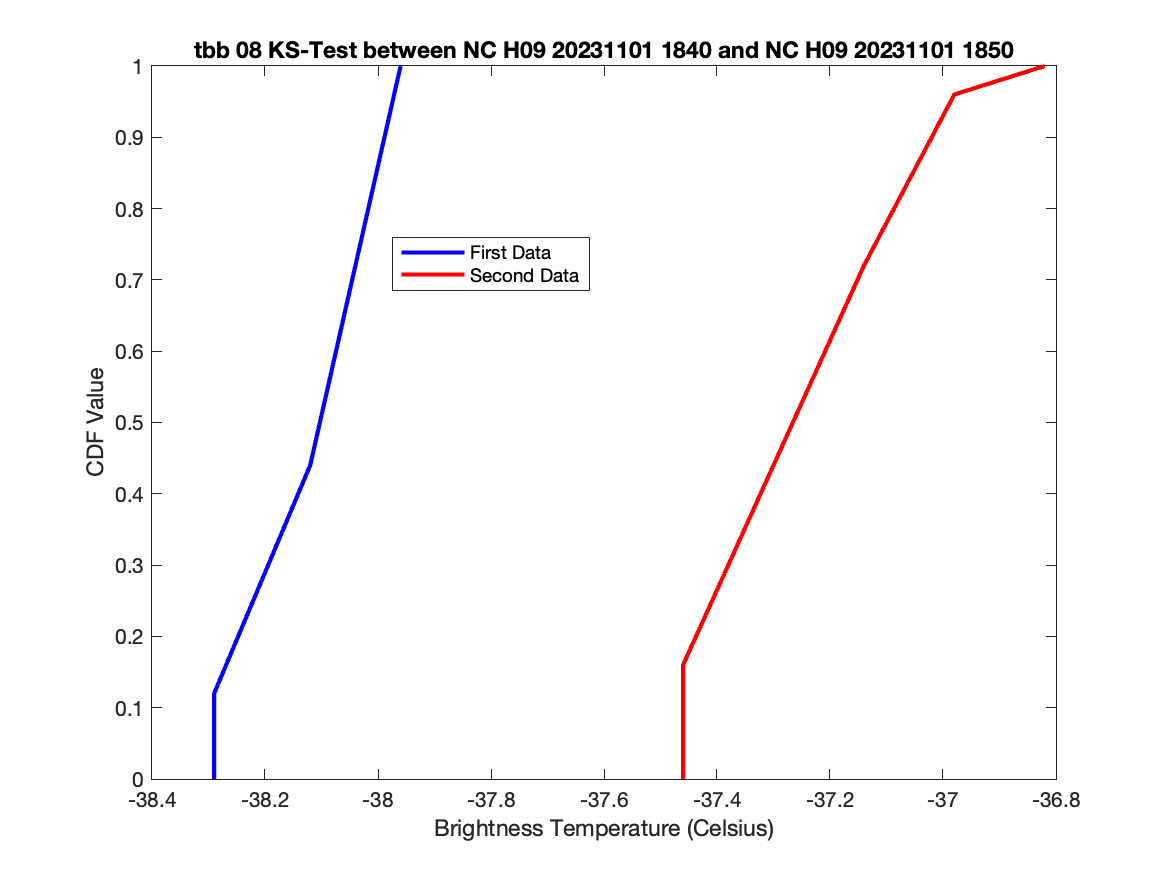 tbb 08 KS-Test between NC H09 20231101 1840 and NC H09 20231101 1850
1
0.9
0.8
0.7
0.6
0.5
0.4
0.3
0.2
0.1
0
CDF Value
First Data
Second Data
-38.4 -38.2 -38 -37.8 -37.6 -37.4 -37.2 -37 -36.8
Brightness Temperature (Celsius)